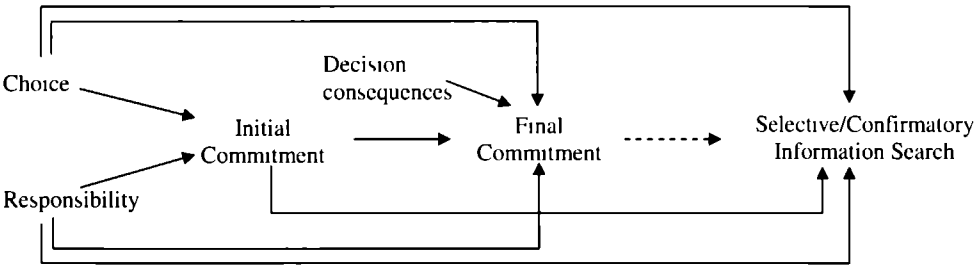 Choice
Decision
consequences
Initial
Commitment
Final
Commitment
Selective/Confirmatory
Information Search
Responsibility